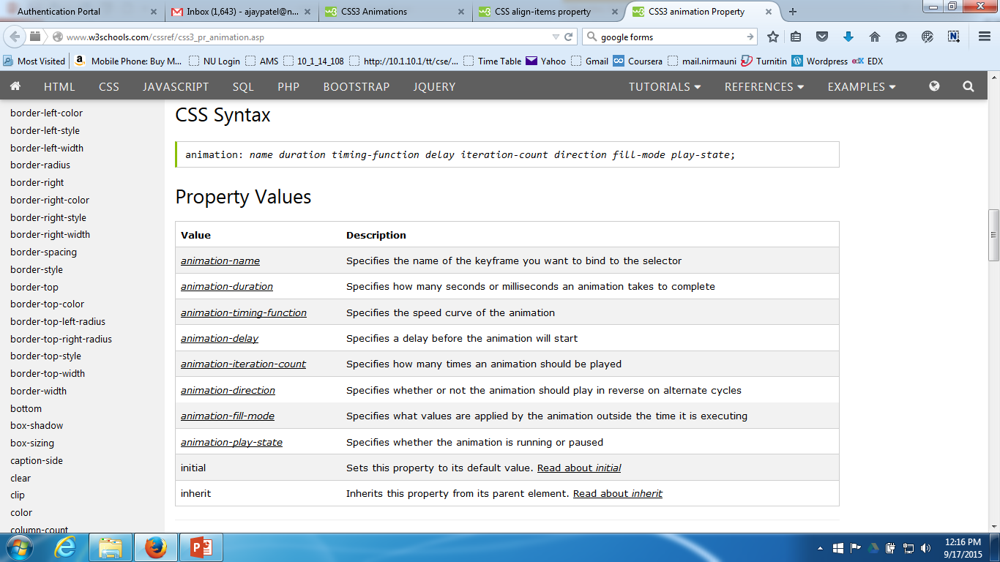 Authentication Portal
Inbox (1,643) - ajaypatel@n...
CSS3 Animations
CSS align-items property
CSS3 animation Property
www.w3schools.com/cssref/css3_pr_animation.asp
google forms
Most Visited
Mobile Phone: Buy M...
NU Login
AMS
10_1_14_108
http://10.1.10.1/tt/cse/...
Time Table
Yahoo
Gmail
Coursera
mail.nirmauni
Turnitin
Wordpress
edX EDX
HTML
CSS
JAVASCRIPT
SQL
PHP
BOOTSTRAP
JQUERY
TUTORIALS
REFERENCES
EXAMPLES
border-left-color
border-left-style
border-left-width
border-radius
border-right
border-right-color
border-right-style
border-right-width
border-spacing
border-style
border-top
border-top-color
border-top-left-radius
border-top-right-radius
border-top-style
border-top-width
border-width
bottom
box-shadow
box-sizing
caption-side
clear
clip
color
column-count
CSS Syntax
animation: name duration timing-function delay iteration-count direction fill-mode play-state;
Property Values
Value Description
animation-name Specifies the name of the keyframe you want to bind to the selector
animation-duration Specifies how many seconds or milliseconds an animation takes to complete
animation-timing-function Specifies the speed curve of the animation
animation-delay Specifies a delay before the animation will start
animation-iteration-count Specifies how many times an animation should be played
animation-direction Specifies whether or not the animation should play in reverse on alternate cycles
animation-fill-mode Specifies what values are applied by the animation outside the time it is executing
animation-play-state Specifies whether the animation is running or paused
initial Sets this property to its default value. Read about initial
inherit Inherits this property from its parent element. Read about inherit
12:16 PM
9/17/2015